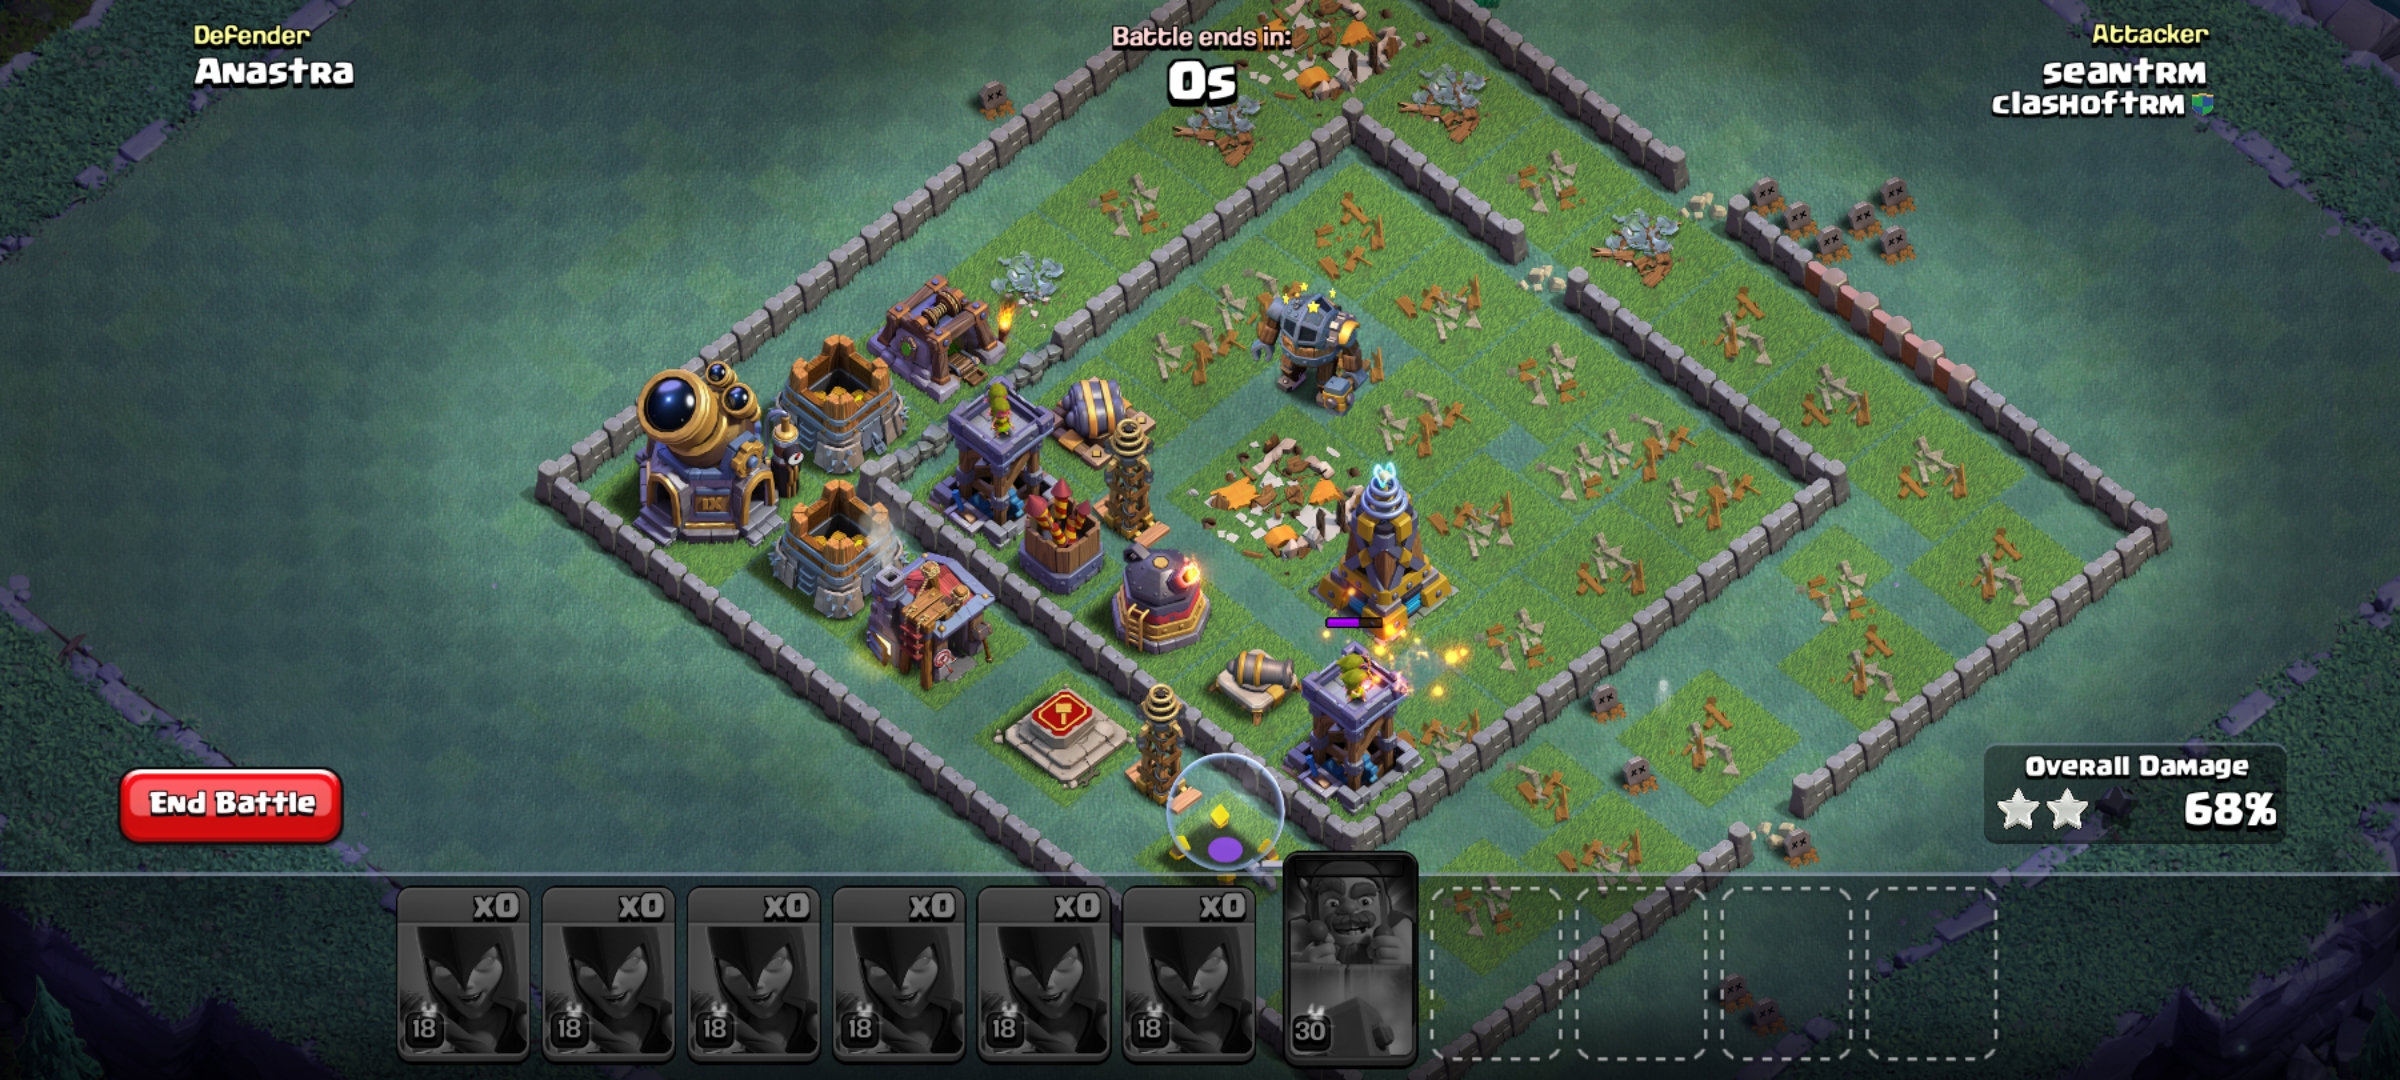 Defender
Anastra
Battle ends in:
0s
Attacker
seantRM
clashoftRM
IX
End Battle
Overall Damage
68%
x0
x0
x0
x0
x0
x0
18
18
18
18
18
18
30